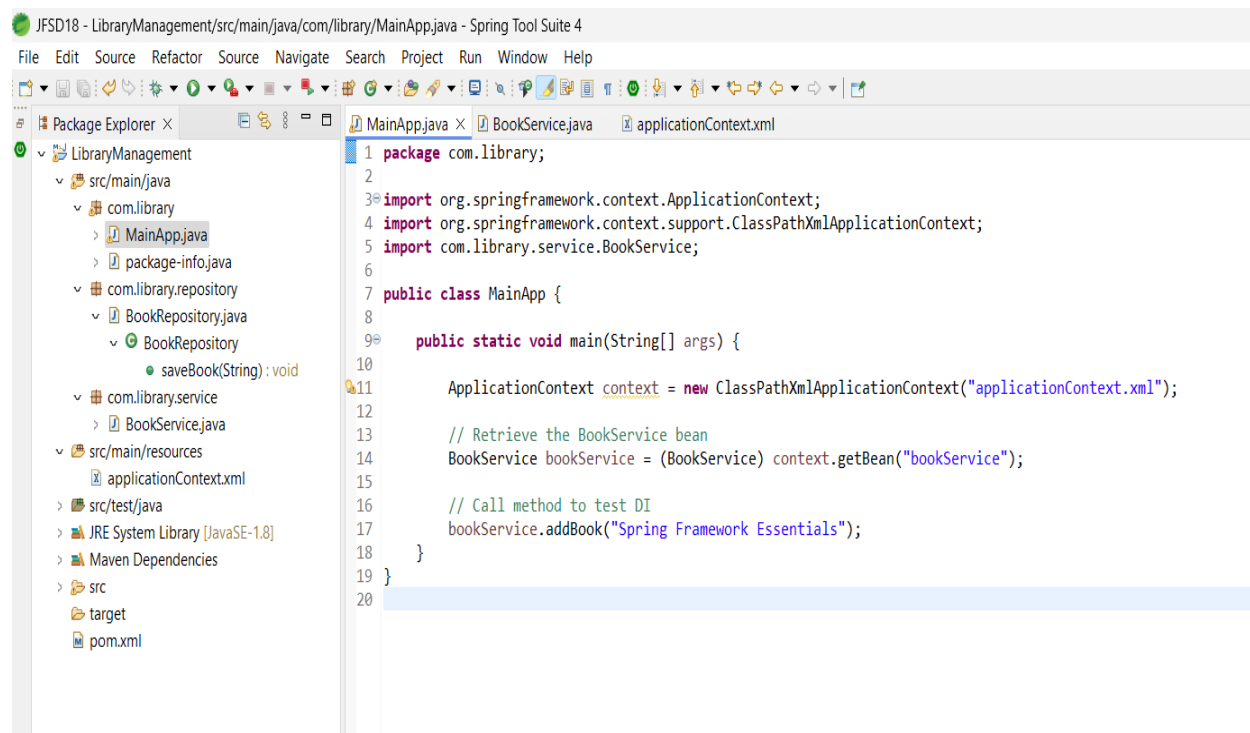 JFSD18 - LibraryManagement/src/main/java/com/library/MainApp.java - Spring Tool Suite 4
File Edit Source Refactor Source Navigate Search Project Run Window Help
Package Explorer
LibraryManagement
src/main/java
com.library
MainApp.java
package-info.java
com.library.repository
BookRepository.java
BookRepository
saveBook(String) : void
com.library.service
BookService.java
src/main/resources
applicationContext.xml
src/test/java
JRE System Library [JavaSE-1.8]
Maven Dependencies
src
target
pom.xml
MainApp.java BookService.java applicationContext.xml
1 package com.library;
2
3 import org.springframework.context.ApplicationContext;
4 import org.springframework.context.support.ClassPathXmlApplicationContext;
5 import com.library.service.BookService;
6
7 public class MainApp {
8
9 public static void main(String[] args) {
10
11 ApplicationContext context = new ClassPathXmlApplicationContext("applicationContext.xml");
12
13 // Retrieve the BookService bean
14 BookService bookService = (BookService) context.getBean("bookService");
15
16 // Call method to test DI
17 bookService.addBook("Spring Framework Essentials");
18 }
19 }
20